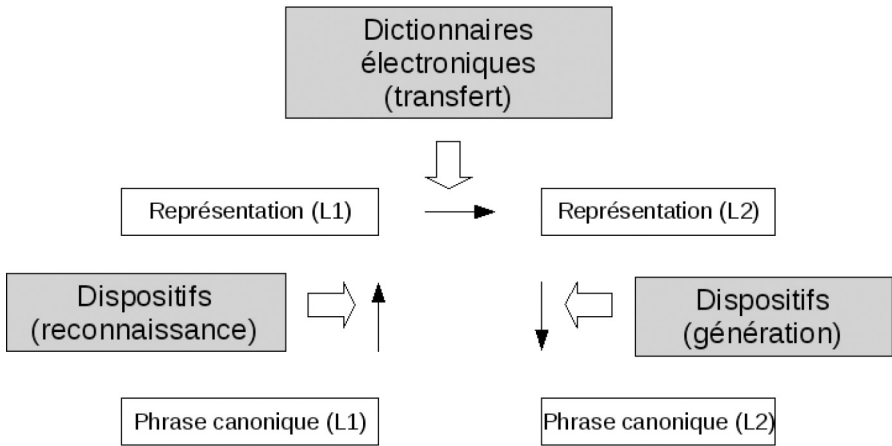 Dictionnaires
électroniques
(transfert)
Représentation (L1)
Représentation (L2)
Dispositifs
(reconnaissance)
Dispositifs
(génération)
Phrase canonique (L1)
Phrase canonique (L2)